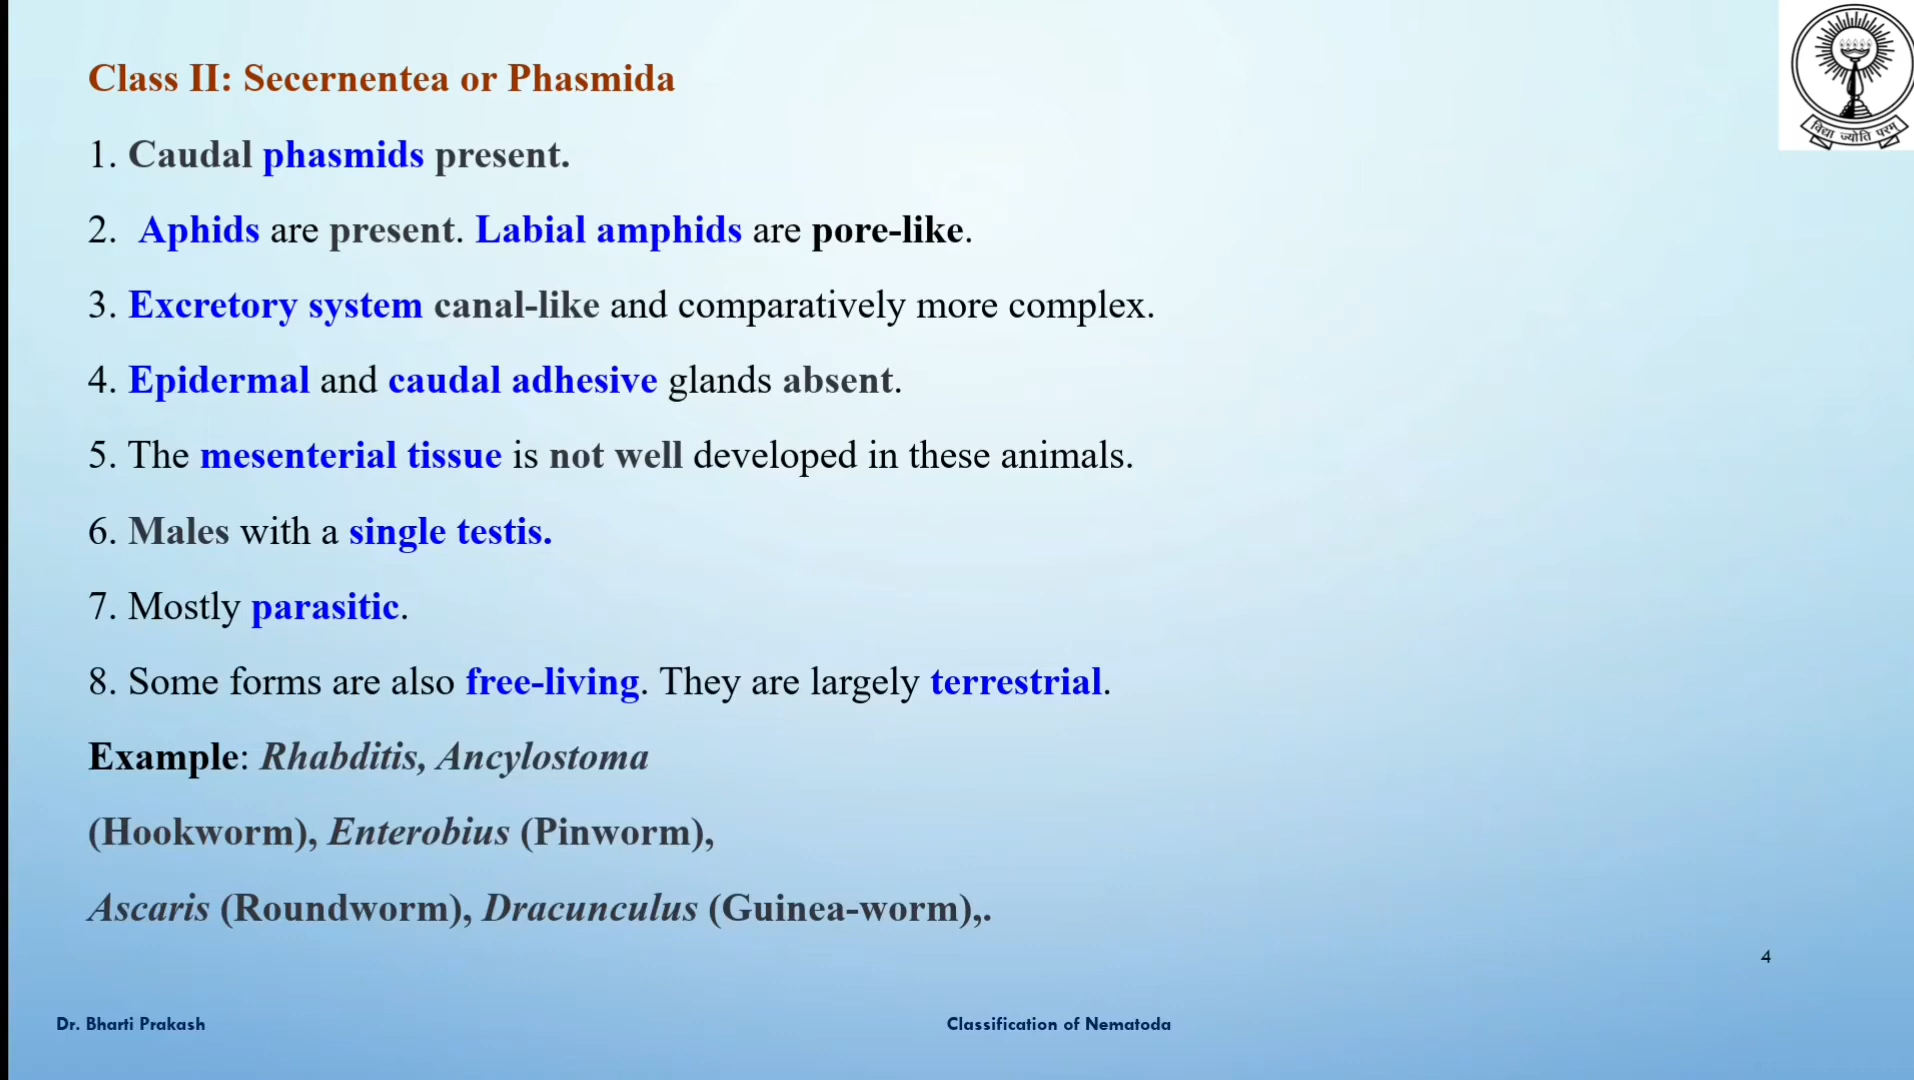 विद्या ज्योति परम्
Class II: Secernentea or Phasmida
1. Caudal phasmids present.
2. Aphids are present. Labial amphids are pore-like.
3. Excretory system canal-like and comparatively more complex.
4. Epidermal and caudal adhesive glands absent.
5. The mesenterial tissue is not well developed in these animals.
6. Males with a single testis.
7. Mostly parasitic.
8. Some forms are also free-living. They are largely terrestrial.
Example: Rhabditis, Ancylostoma
(Hookworm), Enterobius (Pinworm),
Ascaris (Roundworm), Dracunculus (Guinea-worm),.
4
Dr. Bharti Prakash
Classification of Nematoda